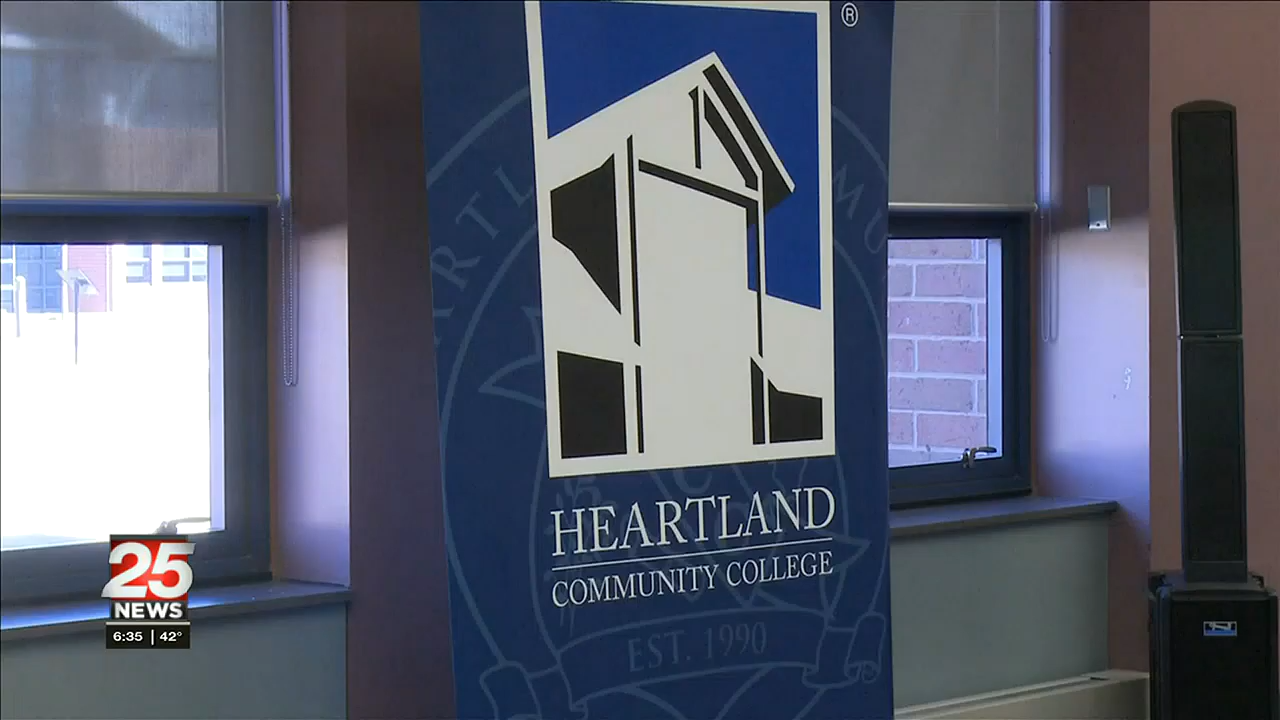 ®
HEARTLAND
COMMUNITY COLLEGE
EST. 1990
25
NEWS
6:35 | 42°